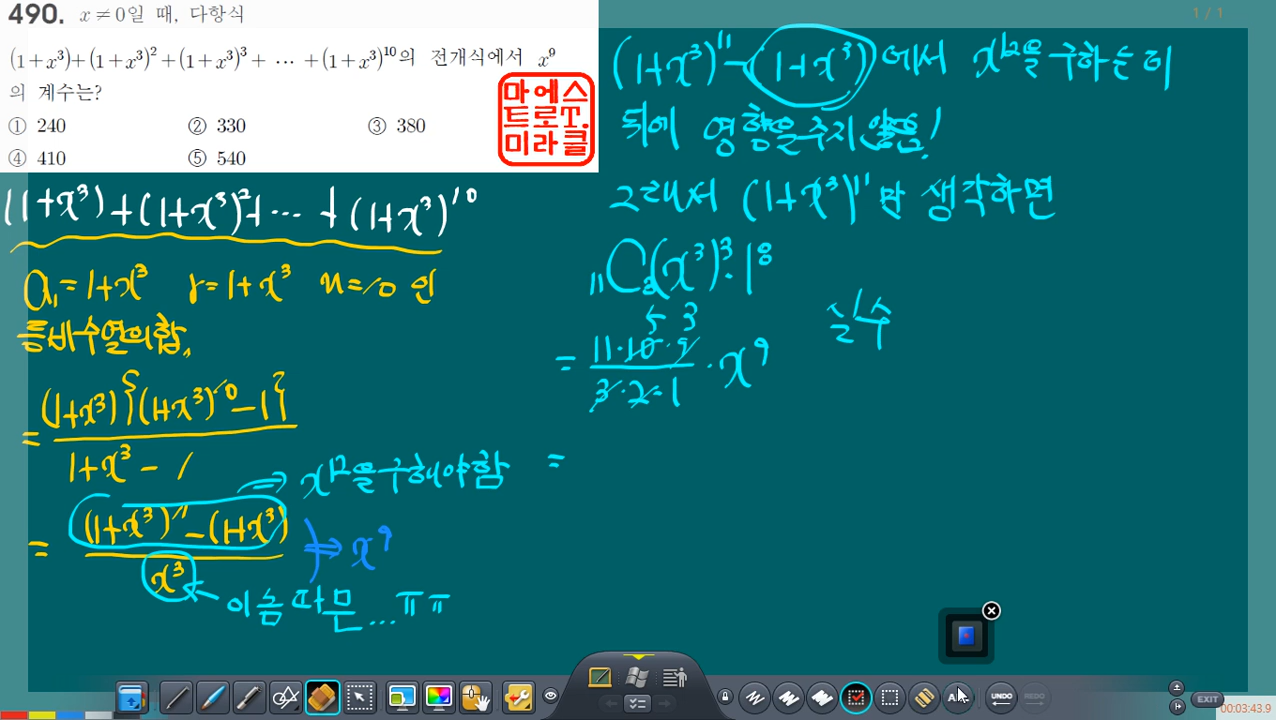 490. x≠0일 때, 다항식
(1+x³)+(1+x³)²+(1+x³)³+ … +(1+x³)¹⁰의 전개식에서 x⁹
의 계수는?
① 240 ② 330 ③ 380
④ 410 ⑤ 540
마에스
트로T.
미라클
(1+x³)+(1+x³)²+…+(1+x³)¹⁰
a₁=1+x³ r=1+x³ n=10 인
등비수열의 합,
= (1+x³){(1+x³)¹⁰-1}
1+x³-1
⇒ x¹²을 구해야함
= (1+x³)¹¹-(1+x³)
x³
⇒ x⁹
이놈 따문...ㅠㅠ
(1+x³)¹¹-(1+x³)에서 x¹²을 구하는 이
뒤에 영향을 주지 않음!
그래서 (1+x³)¹¹만 생각하면
₁₁C₃(x³)³·1⁸
실수
5 3
= 11·10·9
3·2·1
·x⁹
=
1 / 1
UNDO
REDO
EXIT
00:03:43.9